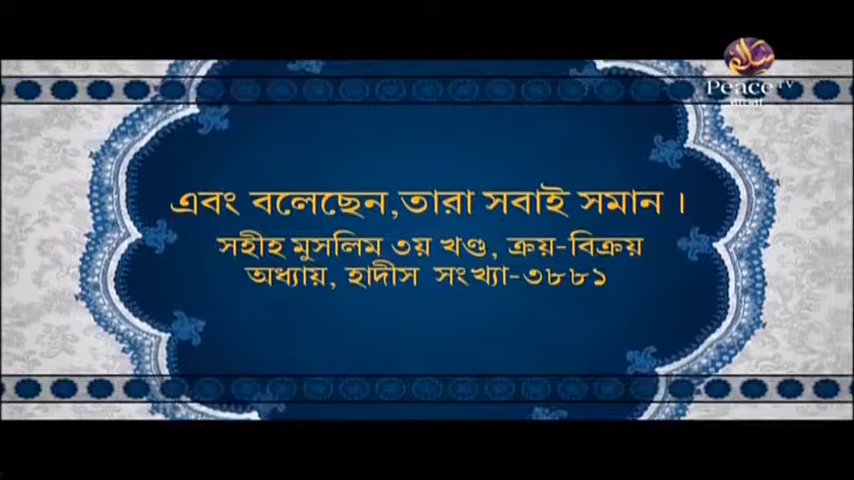 Peace TV
বাংলা
এবং বলেছেন,তারা সবাই সমান ।
সহীহ মুসলিম ৩য় খণ্ড, ক্রয়-বিক্রয়
অধ্যায়, হাদীস সংখ্যা-৩৮৮১